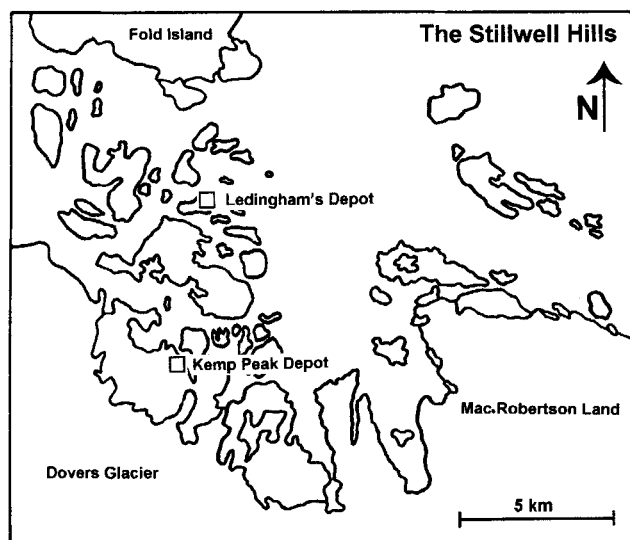 Fold Island
The Stillwell Hills
N
Ledingham's Depot
Kemp Peak Depot
Mac.Robertson Land
Dovers Glacier
5 km